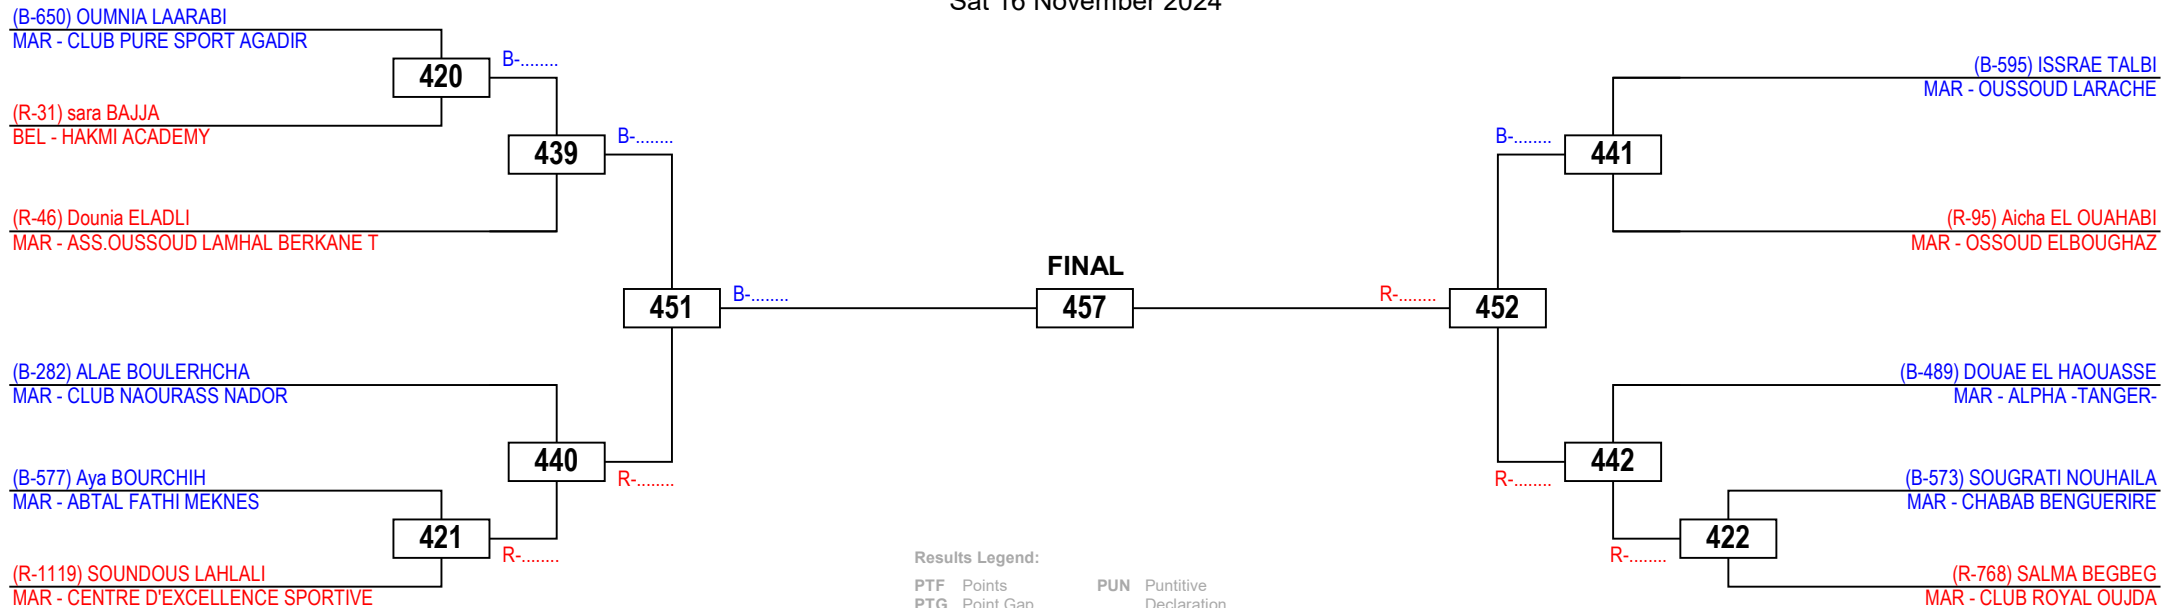 Sat 16 November 2024
(B-650) OUMNIA LAARABI
MAR - CLUB PURE SPORT AGADIR
420
B-........
(R-31) sara BAJJA
BEL - HAKMI ACADEMY
439
B-........
(R-46) Dounia ELADLI
MAR - ASS.OUSSOUD LAMHAL BERKANE T
451
B-........
(B-282) ALAE BOULERHCHA
MAR - CLUB NAOURASS NADOR
440
R-........
(B-577) Aya BOURCHIH
MAR - ABTAL FATHI MEKNES
421
R-........
(R-1119) SOUNDOUS LAHLALI
MAR - CENTRE D'EXCELLENCE SPORTIVE
FINAL
457
(B-595) ISSRAE TALBI
MAR - OUSSOUD LARACHE
B-........
441
(R-95) Aicha EL OUAHABI
MAR - OSSOUD ELBOUGHAZ
R-........
452
(B-489) DOUAE EL HAOUASSE
MAR - ALPHA -TANGER-
R-........
442
(B-573) SOUGRATI NOUHAILA
MAR - CHABAB BENGUERIRE
R-........
422
(R-768) SALMA BEGBEG
MAR - CLUB ROYAL OUJDA
Results Legend:
PTF Points PUN Puntitive
PTG Point Gap Declaration